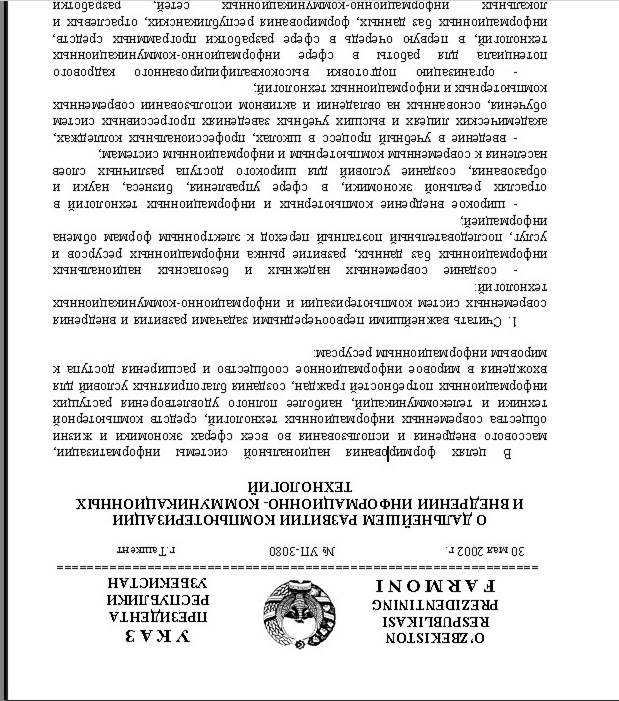 O'ZBEKISTON
RESPUBLIKASI
PREZIDENTINING
FARMONI
УКАЗ
ПРЕЗИДЕНТА
РЕСПУБЛИКИ
УЗБЕКИСТАН
30 мая 2002 г. № УП-3080 г.Ташкент
О ДАЛЬНЕЙШЕМ РАЗВИТИИ КОМПЬЮТЕРИЗАЦИИ
И ВНЕДРЕНИИ ИНФОРМАЦИОННО- КОММУНИКАЦИОННЫХ
ТЕХНОЛОГИЙ
В целях формирования национальной системы информатизации,
массового внедрения и использования во всех сферах экономики и жизни
общества современных информационных технологий, средств компьютерной
техники и телекоммуникаций, наиболее полного удовлетворения растущих
информационных потребностей граждан, создания благоприятных условий для
вхождения в мировое информационное сообщество и расширения доступа к
мировым информационным ресурсам:
1. Считать важнейшими первоочередными задачами развития и внедрения
современных систем компьютеризации и информационно-коммуникационных
технологий:
- создание современных надежных и безопасных национальных
информационных баз данных, развитие рынка информационных ресурсов и
услуг, последовательный поэтапный переход к электронным формам обмена
информацией;
- широкое внедрение компьютерных и информационных технологий в
отраслях реальной экономики, в сфере управления, бизнеса, науки и
образования, создание условий для широкого доступа различных слоев
населения к современным компьютерным и информационным системам;
- введение в учебный процесс в школах, профессиональных колледжах,
академических лицеях и высших учебных заведениях прогрессивных систем
обучения, основанных на овладении и активном использовании современных
компьютерных и информационных технологий;
- организацию подготовки высококвалифицированного кадрового
потенциала для работы в сфере информационно-коммуникационных
технологий, в первую очередь в сфере разработки программных средств,
информационных баз данных, формирования республиканских, отраслевых и
локальных информационно-коммуникационных сетей, разработки